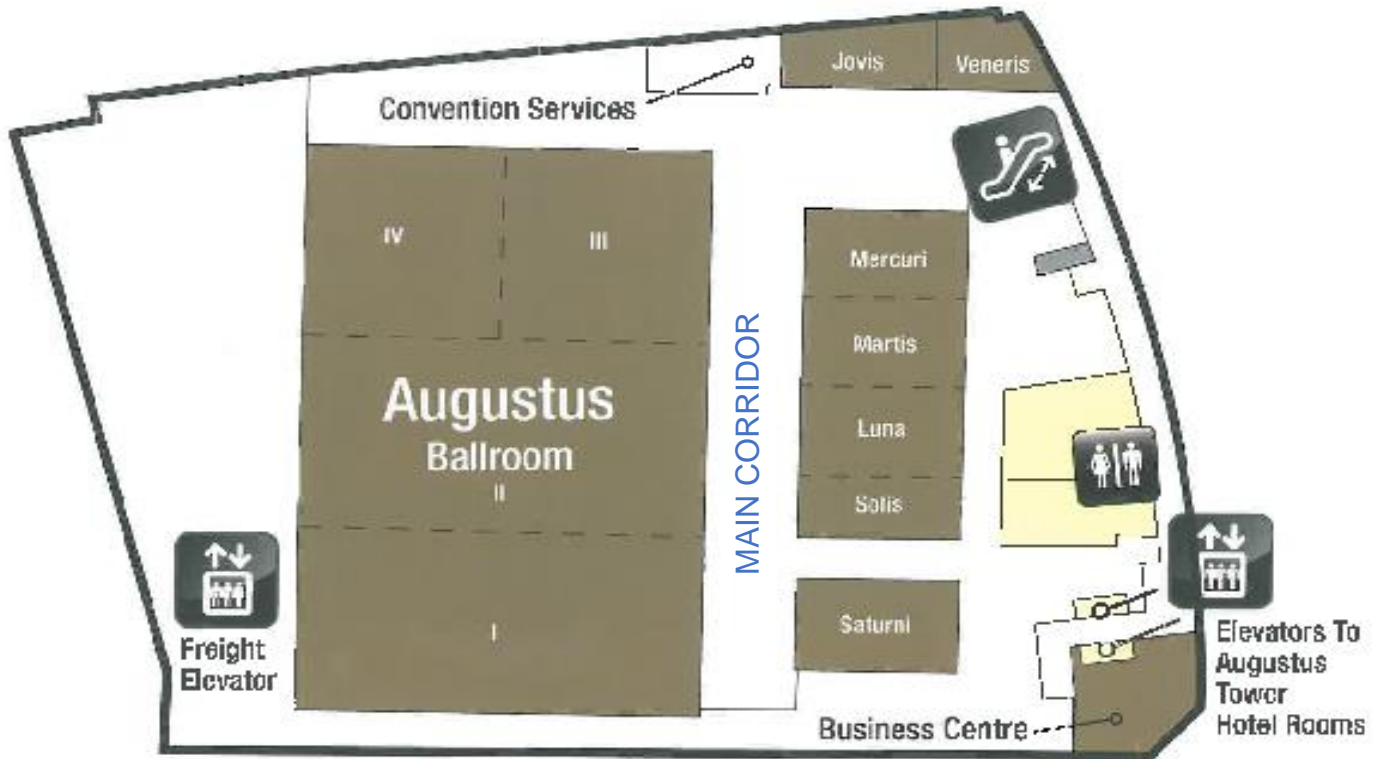 Jovis
Veneris
Convention Services
IV
III
Mercuri
Martis
Augustus
Ballroom
II
MAIN CORRIDOR
Luna
Solis
I
Saturni
Freight
Elevator
Elevators To
Augustus
Tower
Hotel Rooms
Business Centre